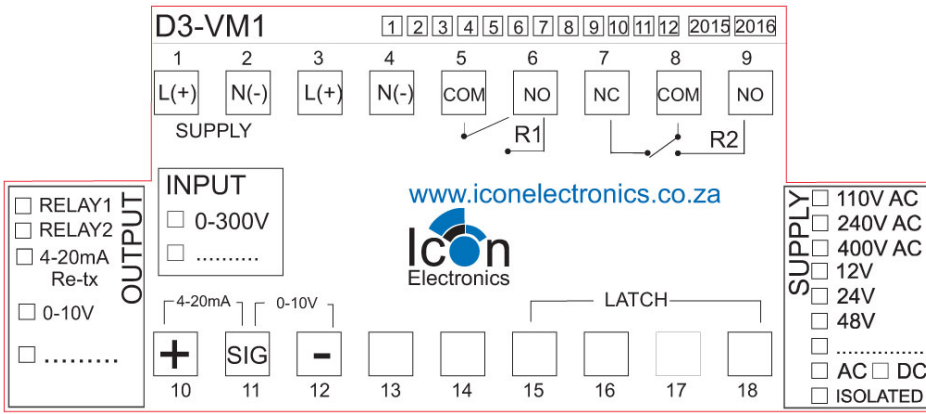 D3-VM1 1 2 3 4 5 6 7 8 9 10 11 12 2015 2016
1 2 3 4 5 6 7 8 9
L(+) N(-) L(+) N(-) COM NO NC COM NO
SUPPLY R1 R2
INPUT
0-300V
..........
www.iconelectronics.co.za
Icon
Electronics
OUTPUT
RELAY1
RELAY2
4-20mA
Re-tx
0-10V
.........
SUPPLY
110V AC
240V AC
400V AC
12V
24V
48V
..............
AC DC
ISOLATED
4-20mA 0-10V LATCH
+ SIG -
10 11 12 13 14 15 16 17 18